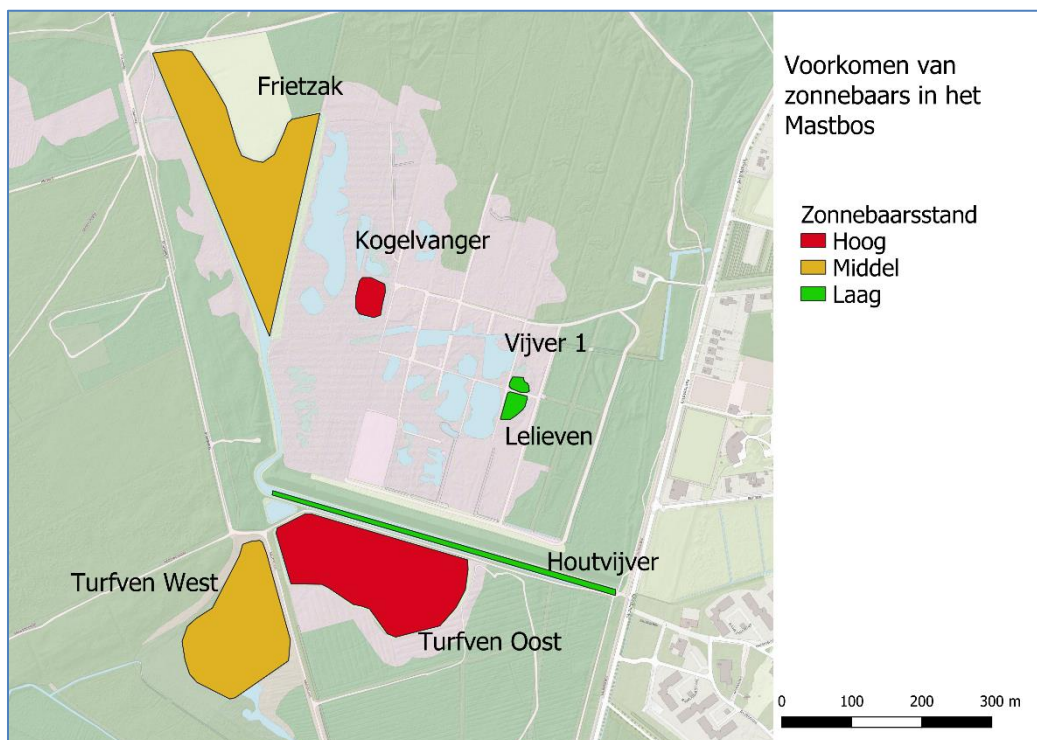 Voorkomen van
zonnebaars in het
Mastbos
Zonnebaarsstand
Hoog
Middel
Laag
Frietzak
Kogelvanger
Vijver 1
Lelieven
Houtvijver
Turfven West
Turfven Oost
0 100 200 300 m